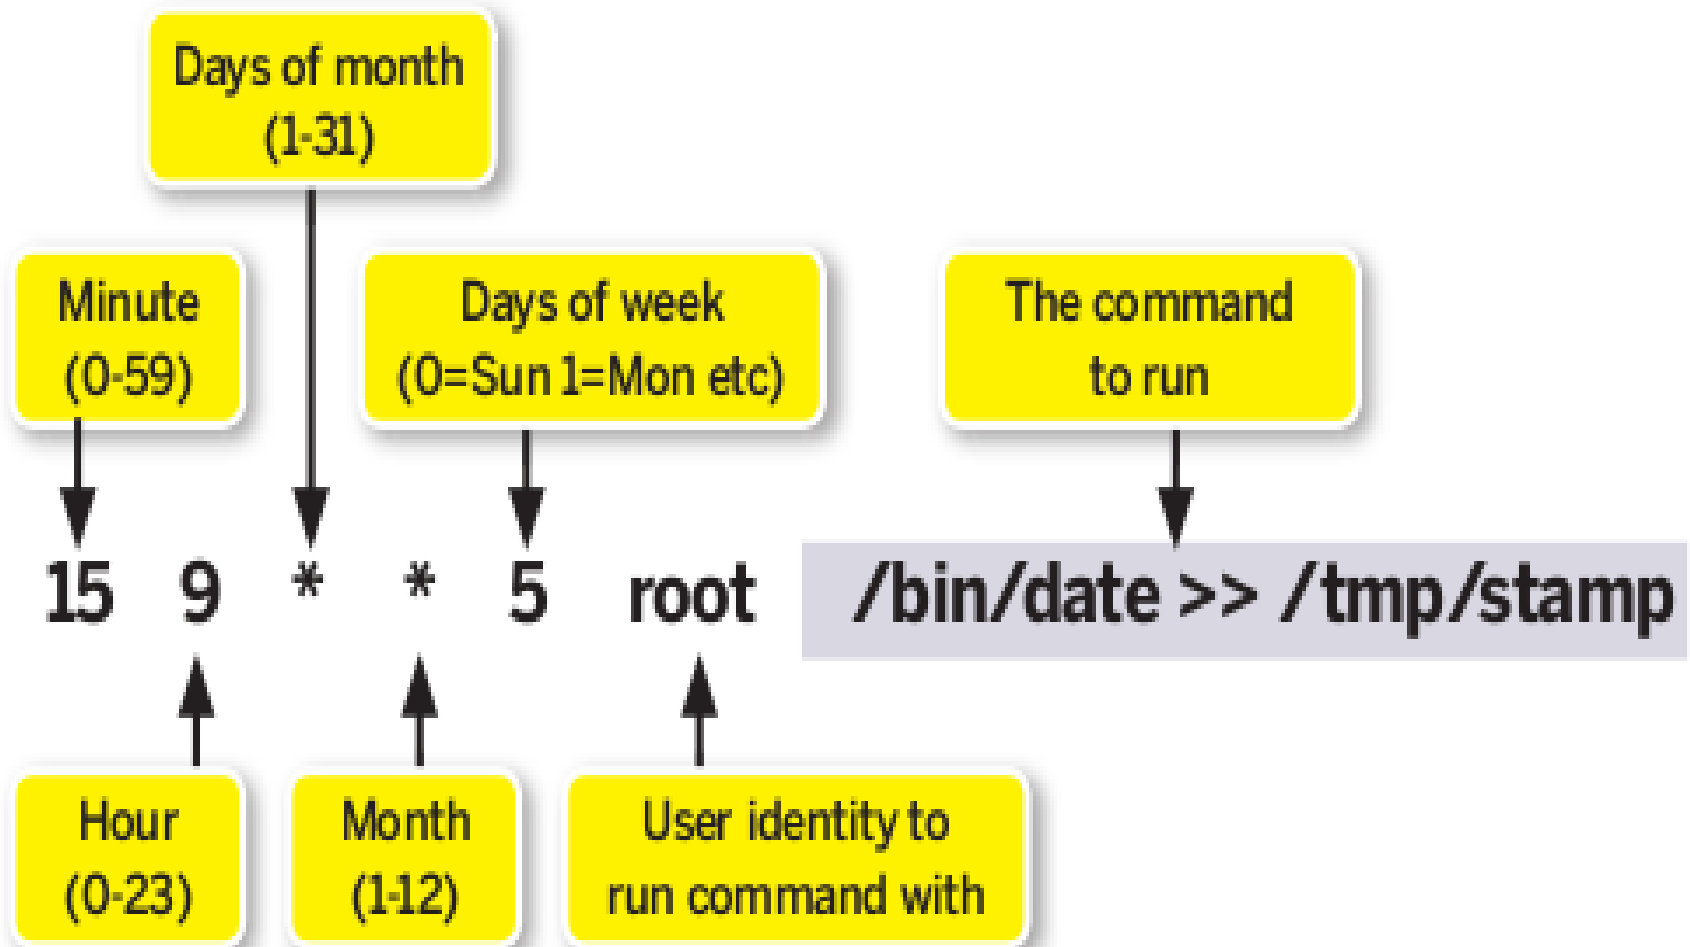 Days of month
(1-31)
Minute
(0-59)
Days of week
(0=Sun 1=Mon etc)
The command
to run
15 9 * * 5 root /bin/date >> /tmp/stamp
Hour
(0-23)
Month
(1-12)
User identity to
run command with